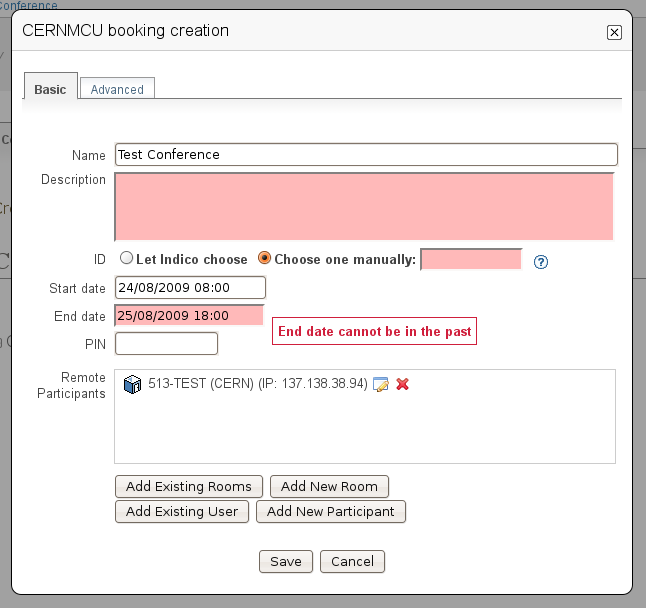 Conference
CERNMCU booking creation
Basic Advanced
Name Test Conference
Description
ID Let Indico choose Choose one manually:
Start date 24/08/2009 08:00
End date 25/08/2009 18:00
End date cannot be in the past
PIN
Remote
Participants
513-TEST (CERN) (IP: 137.138.38.94)
Add Existing Rooms Add New Room
Add Existing User Add New Participant
Save Cancel